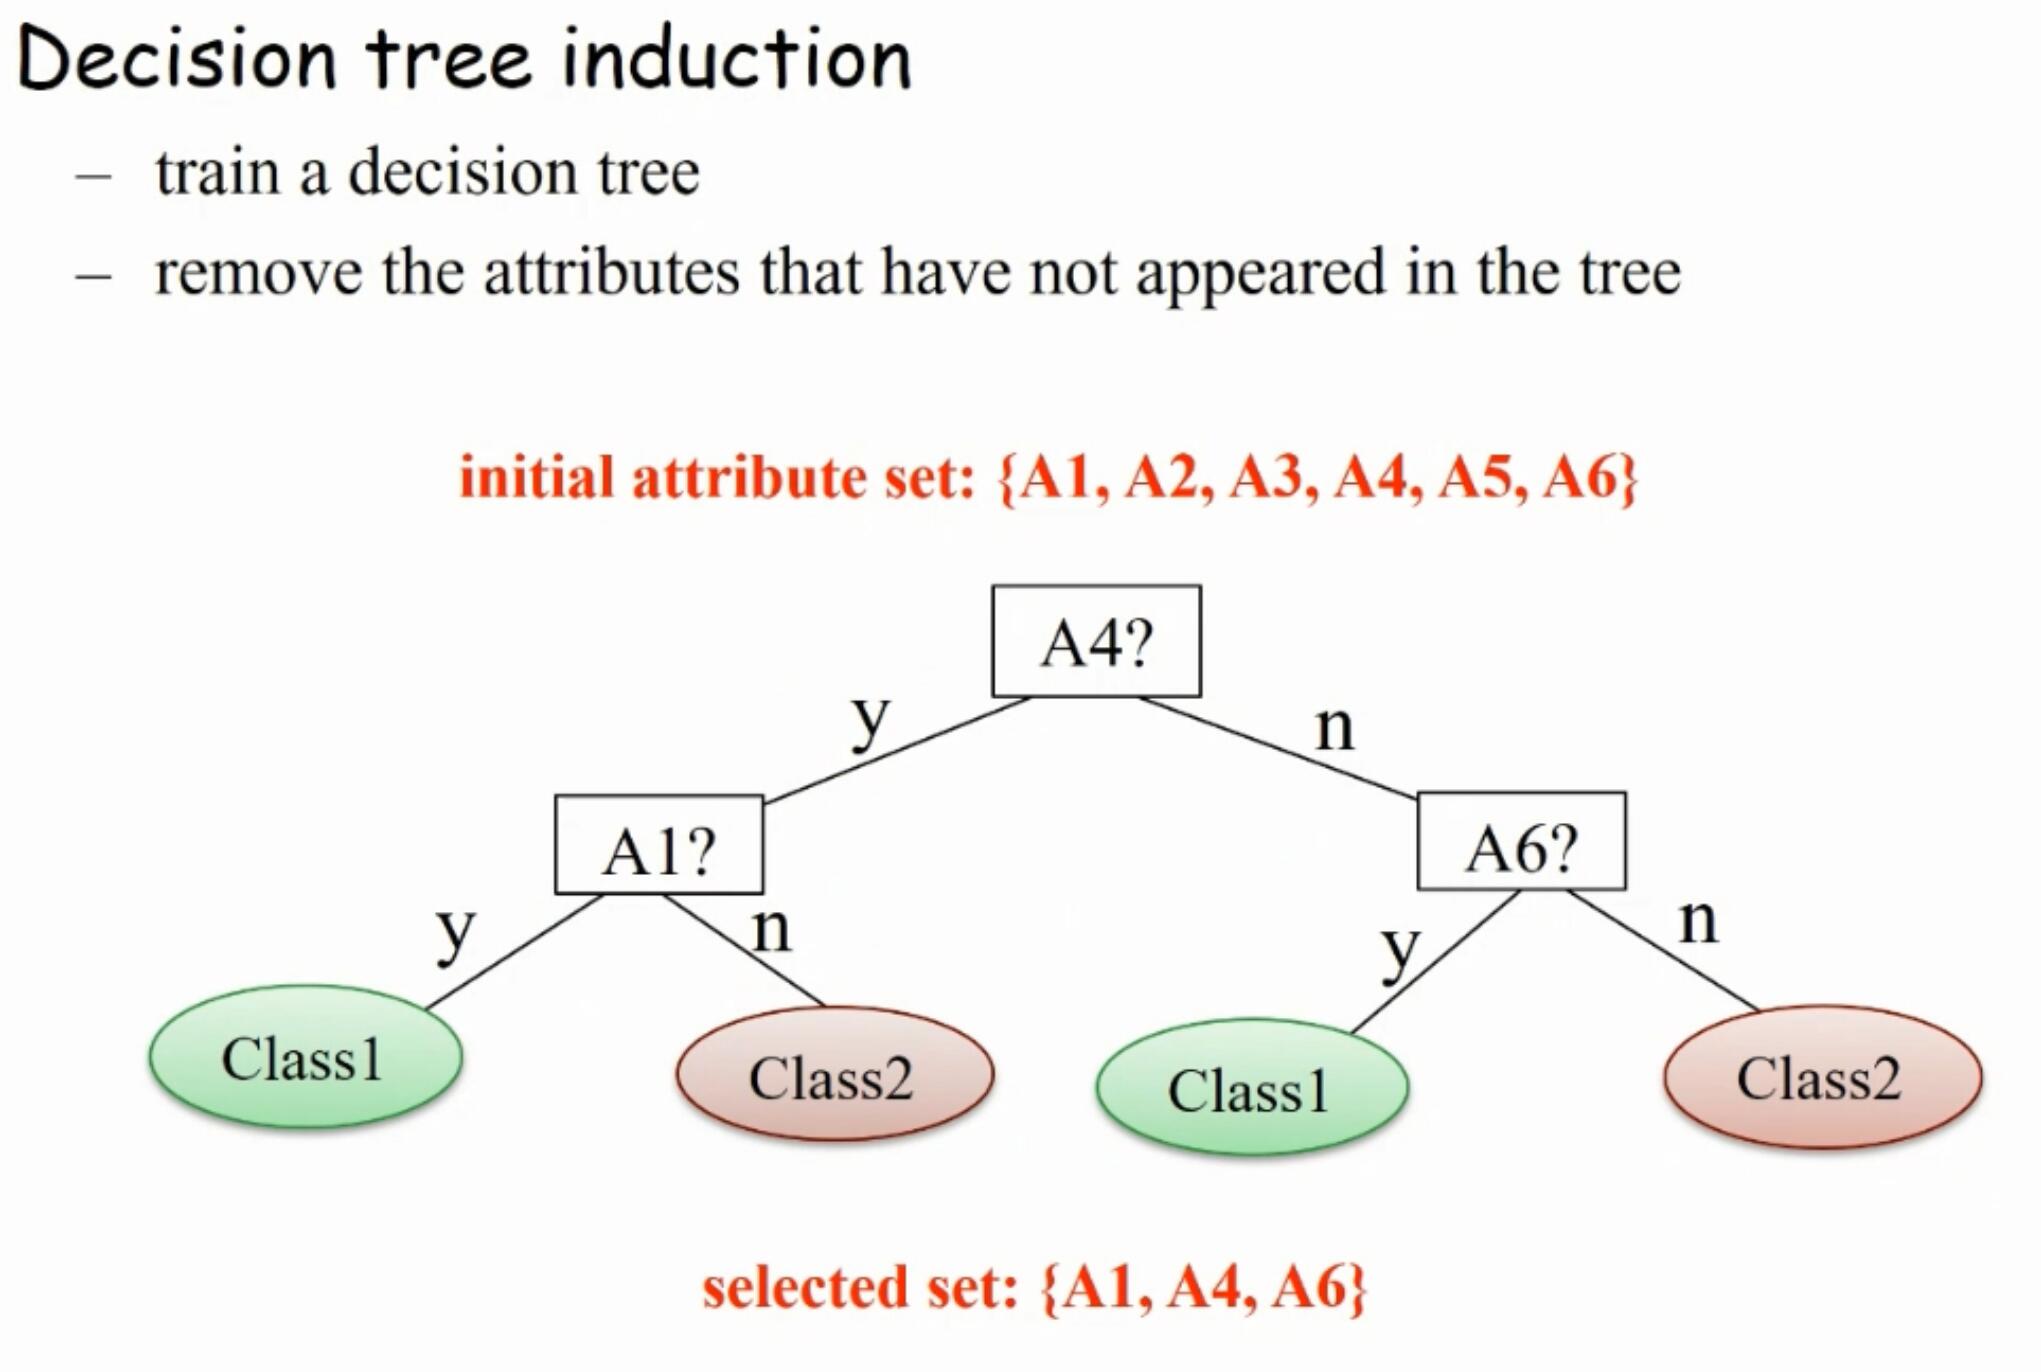 Decision tree induction
– train a decision tree
– remove the attributes that have not appeared in the tree
initial attribute set: {A1, A2, A3, A4, A5, A6}
A4?
y
n
A1?
A6?
y
n
y
n
Class1
Class2
Class1
Class2
selected set: {A1, A4, A6}